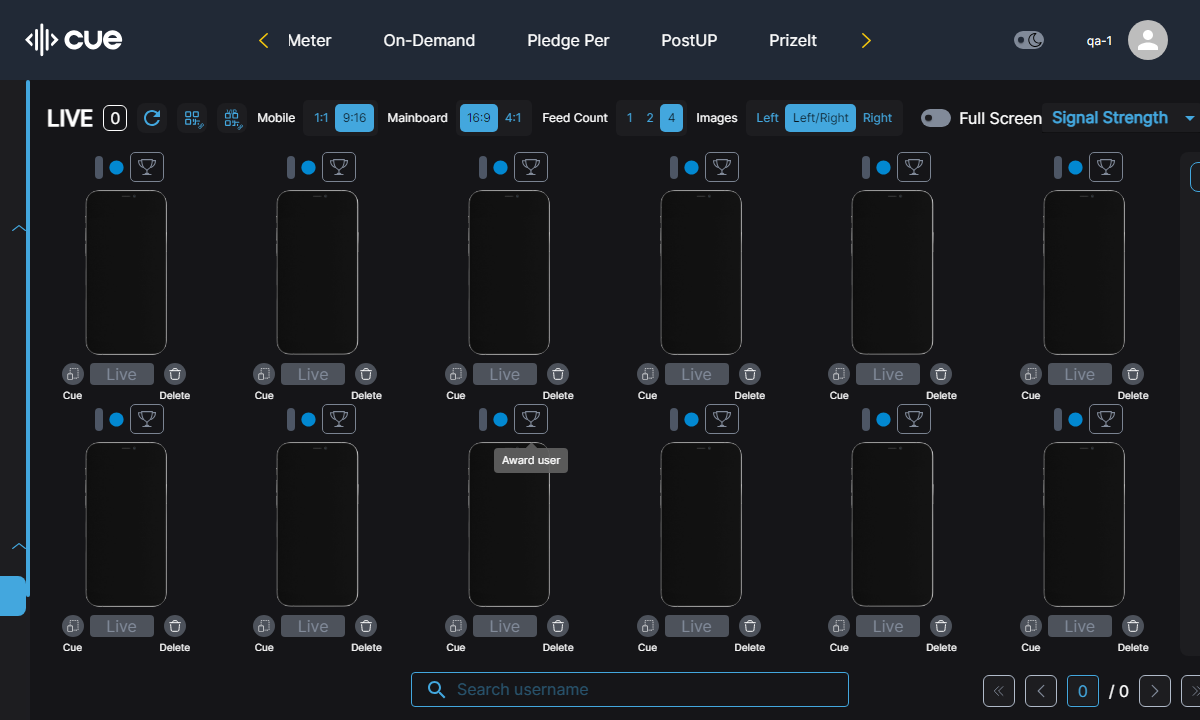 cue
Meter On-Demand Pledge Per PostUP PrizeIt qa-1
LIVE 0 Mobile 1:1 9:16 Mainboard 16:9 4:1 Feed Count 1 2 4 Images Left Left/Right Right Full Screen Signal Strength
Live Live Live Live Live Live
Cue Delete Cue Delete Cue Delete Cue Delete Cue Delete Cue Delete
Award user
Live Live Live Live Live Live
Cue Delete Cue Delete Cue Delete Cue Delete Cue Delete Cue Delete
Search username 0 / 0